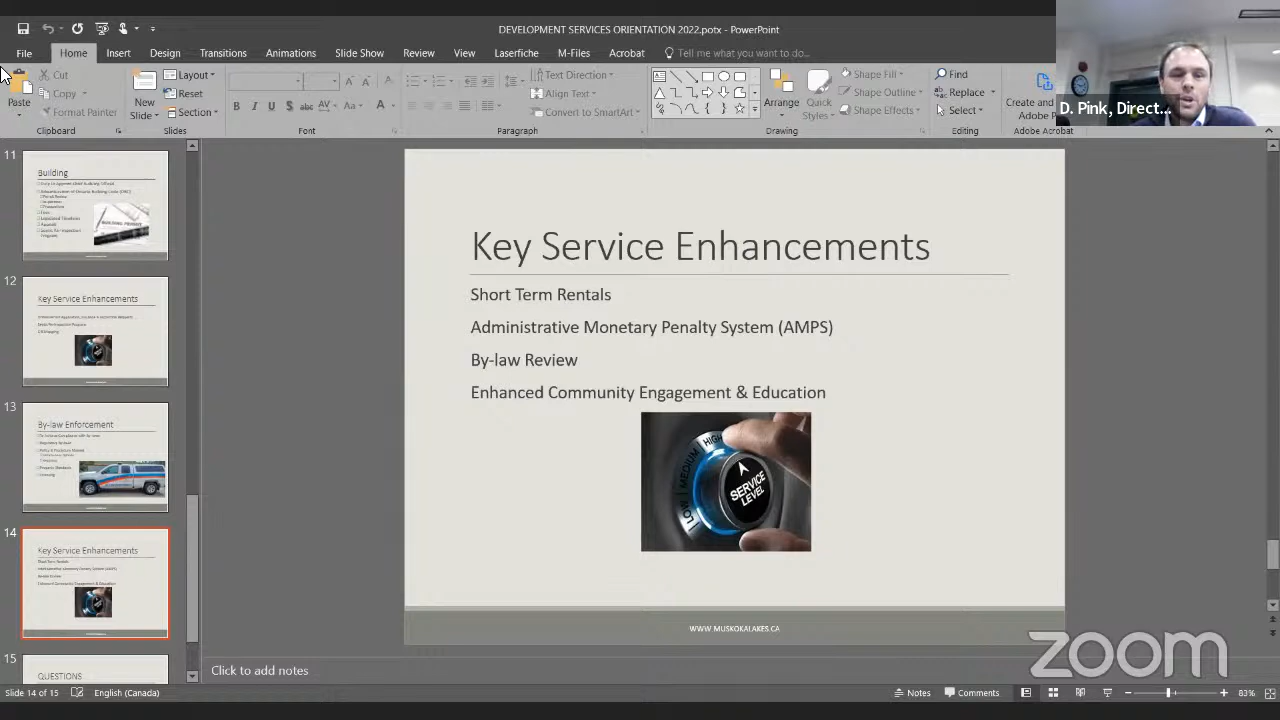 DEVELOPMENT SERVICES ORIENTATION 2022.potx - PowerPoint
File Home Insert Design Transitions Animations Slide Show Review View Laserfiche M-Files Acrobat Tell me what you want to do...
Paste
Cut
Copy
Format Painter
New
Slide
Layout
Reset
Section
Text Direction
Align Text
Convert to SmartArt
Arrange
Quick
Styles
Shape Fill
Shape Outline
Shape Effects
Find
Replace
Select
Create and
Adobe
D. Pink, Direct...
Clipboard Slides Font Paragraph Drawing Editing Adobe Acrobat
11
Building
12
Key Service Enhancements
13
By-law Enforcement
14
Key Service Enhancements
15
QUESTIONS
Key Service Enhancements
Short Term Rentals
Administrative Monetary Penalty System (AMPS)
By-law Review
Enhanced Community Engagement & Education
LOW | MEDIUM | HIGH
SERVICE
LEVEL
WWW.MUSKOKALAKES.CA
zoom
Click to add notes
Slide 14 of 15 English (Canada) Notes Comments 83%